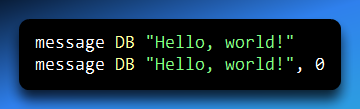 message DB "Hello, world!"
message DB "Hello, world!", 0